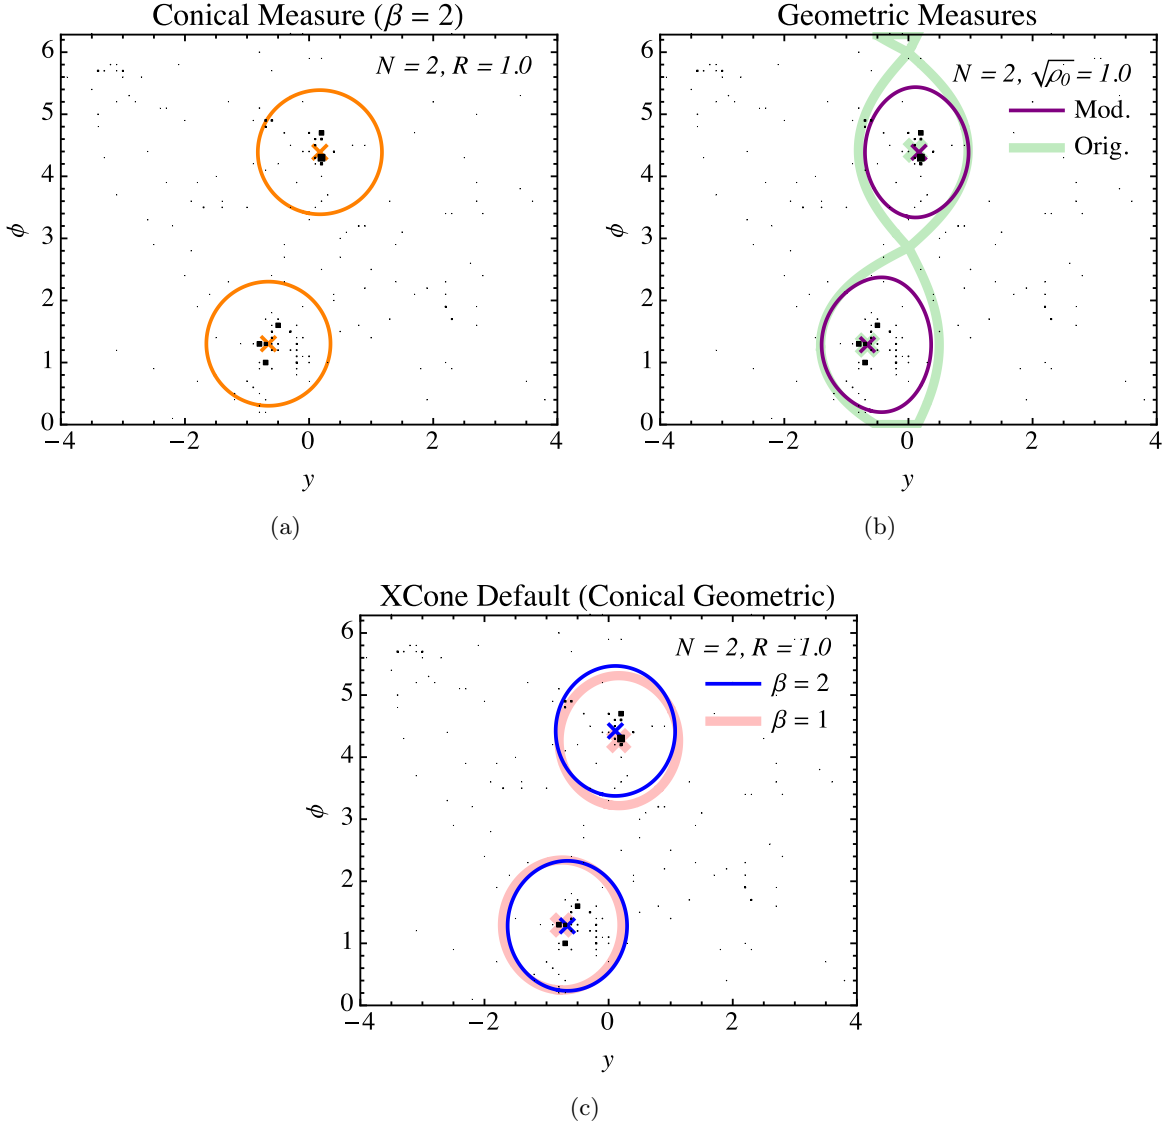 Conical Measure (β = 2)
N = 2, R = 1.0
ϕ
6
5
4
3
2
1
0
−4
−2
0
2
4
y
(a)
Geometric Measures
N = 2, √ρ₀ = 1.0
Mod.
Orig.
ϕ
6
5
4
3
2
1
0
−4
−2
0
2
4
y
(b)
XCone Default (Conical Geometric)
N = 2, R = 1.0
β = 2
β = 1
ϕ
6
5
4
3
2
1
0
−4
−2
0
2
4
y
(c)